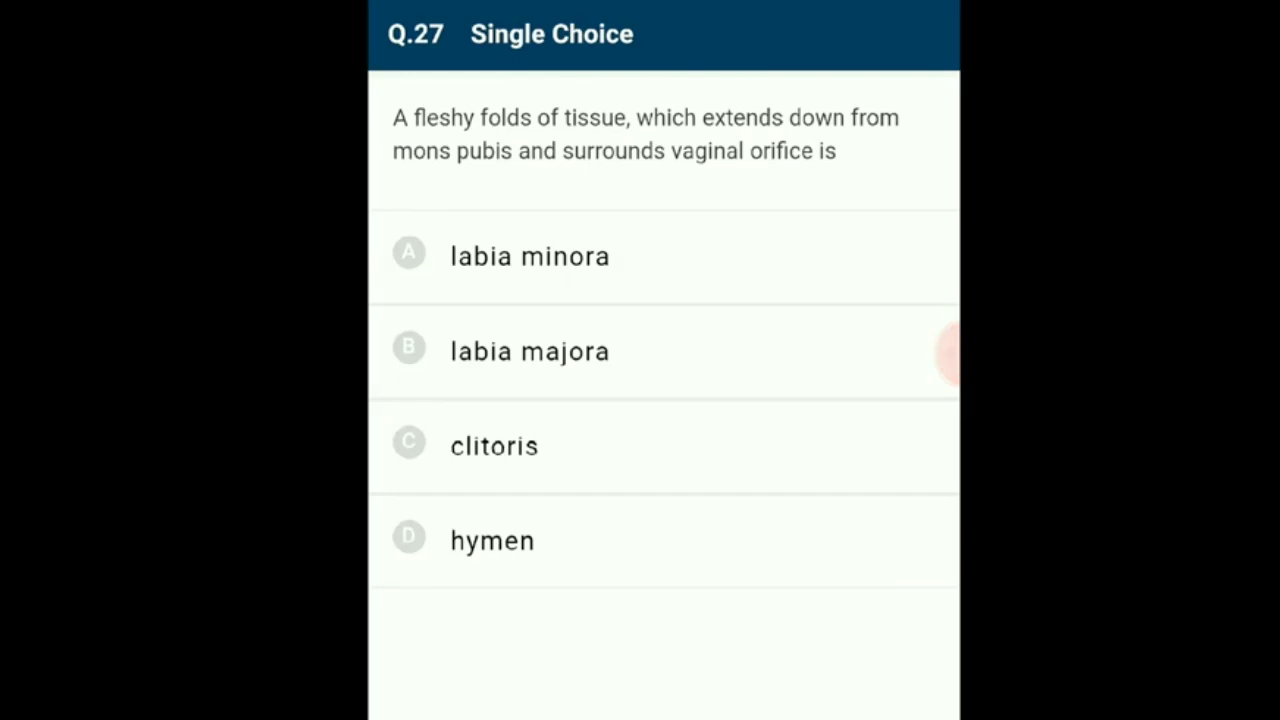 Q.27 Single Choice
A fleshy folds of tissue, which extends down from
mons pubis and surrounds vaginal orifice is
A labia minora
B labia majora
C clitoris
D hymen